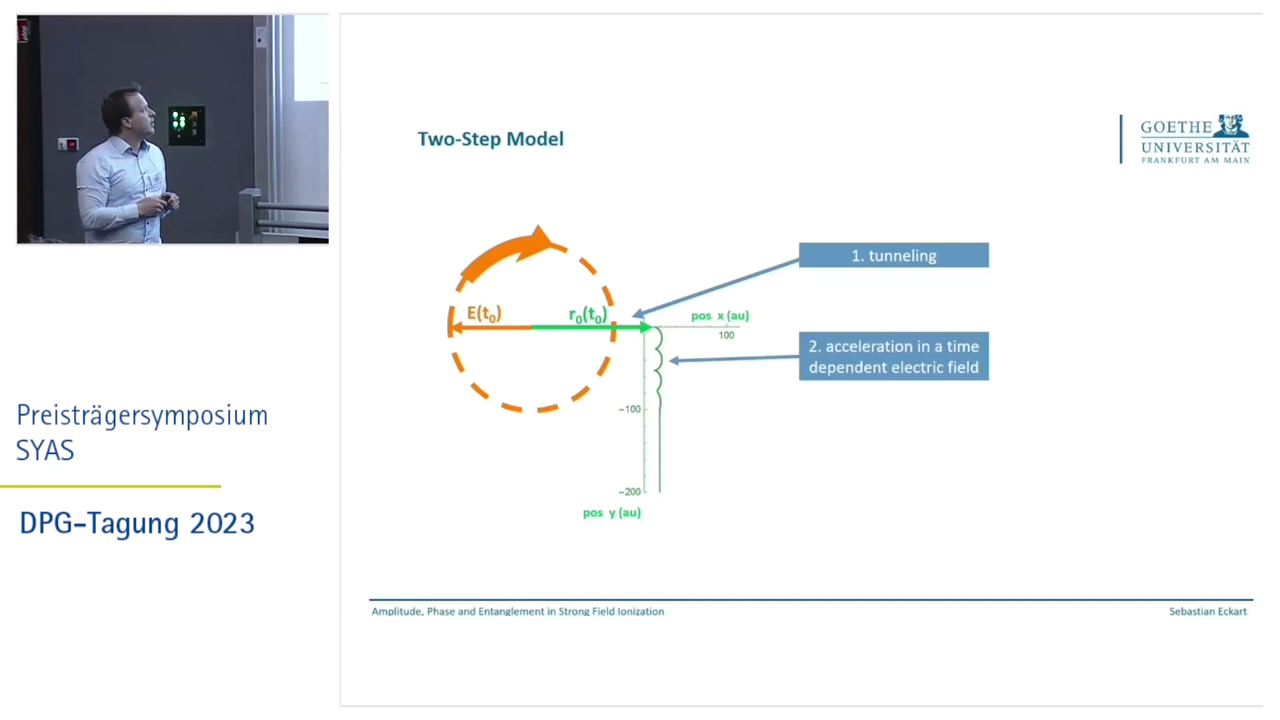 Two-Step Model
GOETHE
UNIVERSITÄT
FRANKFURT AM MAIN
E(t₀)
r₀(t₀)
pos x (au)
100
1. tunneling
2. acceleration in a time
dependent electric field
−100
−200
pos y (au)
Preisträgersymposium
SYAS
DPG-Tagung 2023
Amplitude, Phase and Entanglement in Strong Field Ionization
Sebastian Eckart